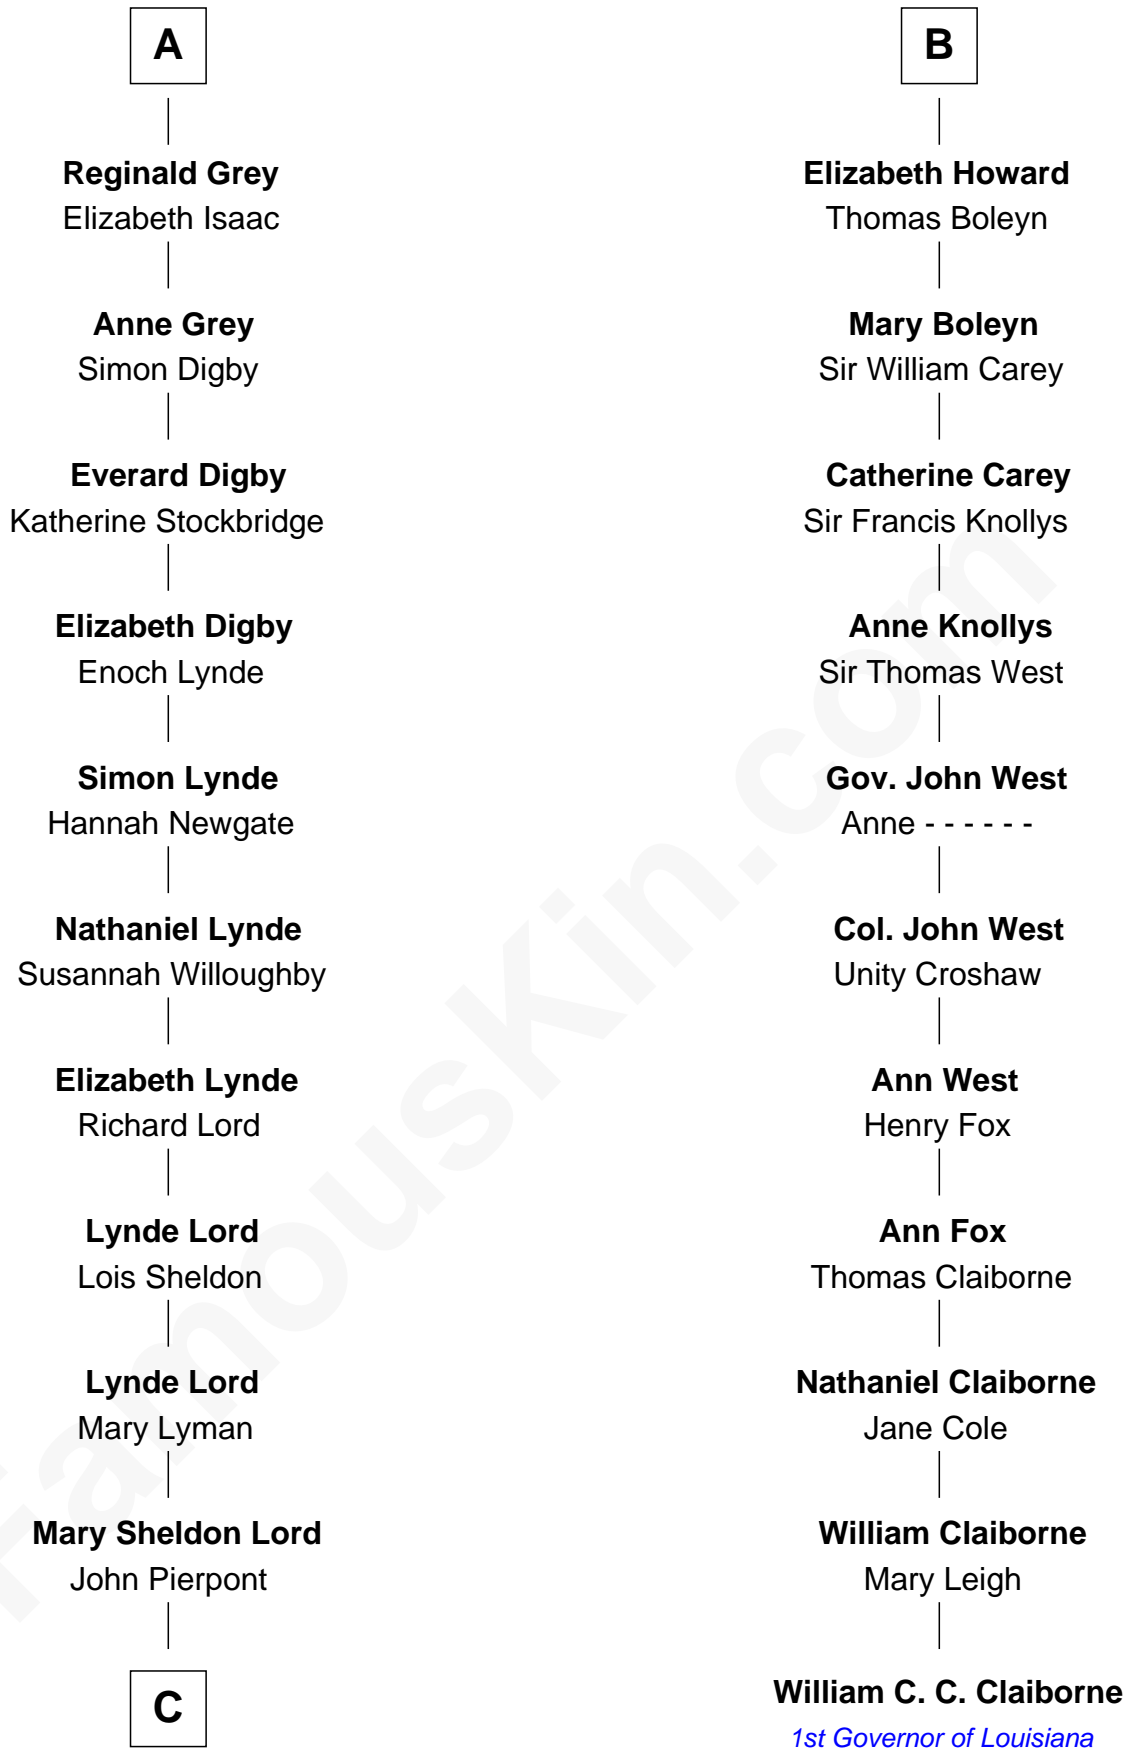 A
Reginald Grey
Elizabeth Isaac
Anne Grey
Simon Digby
Everard Digby
Katherine Stockbridge
Elizabeth Digby
Enoch Lynde
Simon Lynde
Hannah Newgate
Nathaniel Lynde
Susannah Willoughby
Elizabeth Lynde
Richard Lord
Lynde Lord
Lois Sheldon
Lynde Lord
Mary Lyman
Mary Sheldon Lord
John Pierpont
C
B
Elizabeth Howard
Thomas Boleyn
Mary Boleyn
Sir William Carey
Catherine Carey
Sir Francis Knollys
Anne Knollys
Sir Thomas West
Gov. John West
Anne - - - - - -
Col. John West
Unity Croshaw
Ann West
Henry Fox
Ann Fox
Thomas Claiborne
Nathaniel Claiborne
Jane Cole
William Claiborne
Mary Leigh
William C. C. Claiborne
1st Governor of Louisiana
FamousKin.com